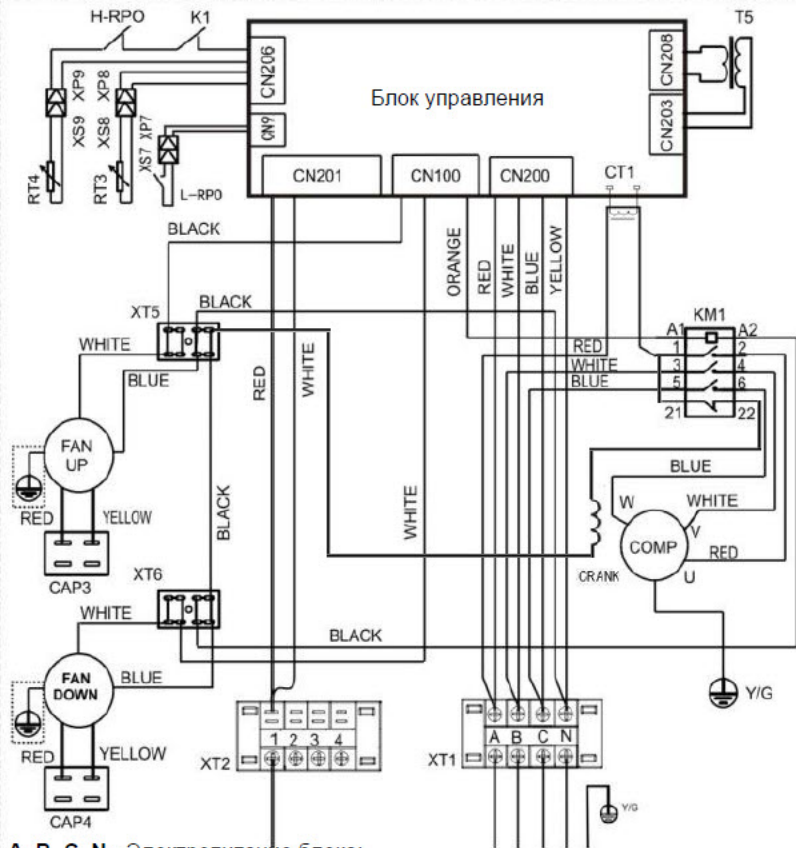 H-RPO K1 T5
XP9 XP8 CN206 CN208
Блок управления
XS9 XS8 XP7 CN9 CN203
XS7
RT4 RT3 L-RPO
CN201 CN100 CN200 CT1
BLACK
ORANGE RED WHITE BLUE YELLOW
XT5 BLACK KM1
A1 A2
WHITE RED 1 2
WHITE 3 4
BLUE RED WHITE BLUE 5 6
21 22
FAN UP
BLUE
RED YELLOW BLACK WHITE W WHITE
V
COMP RED
CAP3 CRANK U
XT6
WHITE
BLACK
FAN DOWN BLUE Y/G
1 2 3 4 A B C N
RED YELLOW XT2 XT1
Y/G
CAP4
A, B, C, N - Электропитание блока;